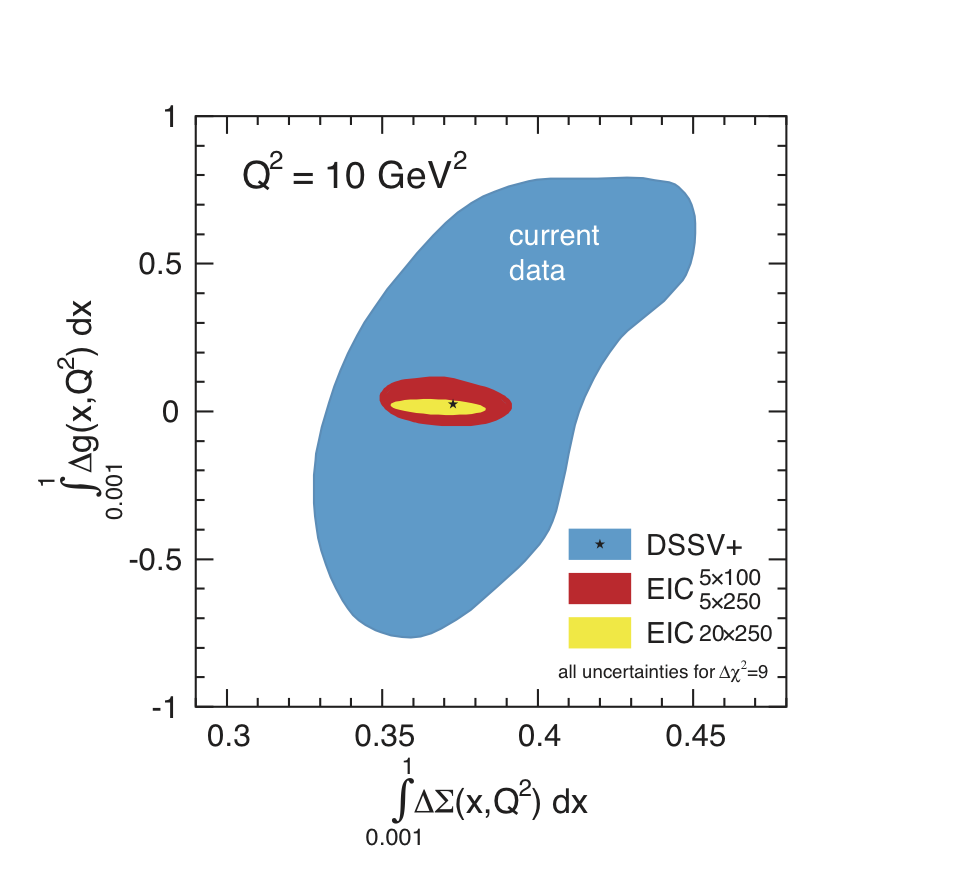 1
Q² = 10 GeV²
current
data
0.5
0
-0.5
-1
∫ 1 0.001 Δg(x,Q²) dx
DSSV+
EIC 5×100
5×250
EIC 20×250
all uncertainties for Δχ²=9
0.3 0.35 0.4 0.45
1
∫ΔΣ(x,Q²) dx
0.001